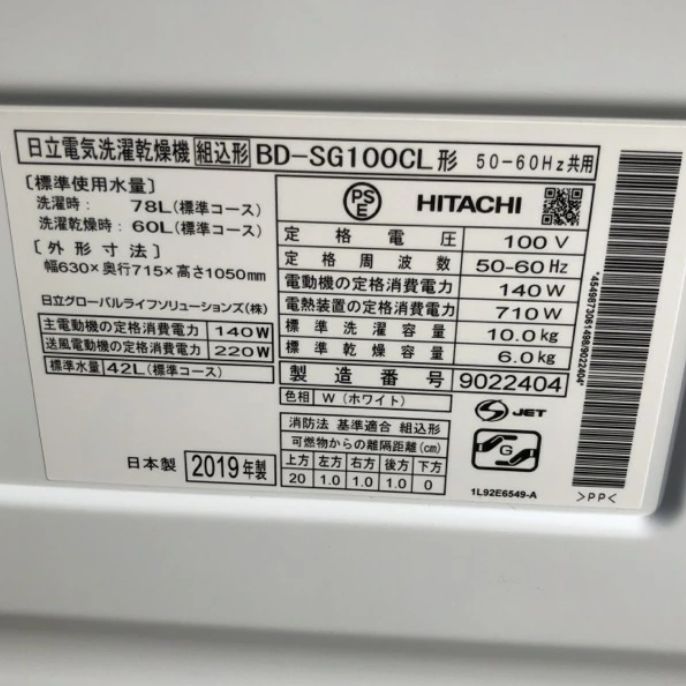 日立電気洗濯乾燥機 組込形 BD-SG100CL形 50-60Hz共用
〔標準使用水量〕
洗濯時: 78L(標準コース)
洗濯乾燥時: 60L(標準コース)
〔外形寸法〕
幅630×奥行715×高さ1050mm
日立グローバルライフソリューションズ(株)
主電動機の定格消費電力 140W
送風電動機の定格消費電力 220W
標準水量 42L(標準コース)
日本製 2019年製
PSE HITACHI
定格電圧 100V
定格周波数 50-60Hz
電動機の定格消費電力 140W
電熱装置の定格消費電力 710W
標準洗濯容量 10.0kg
標準乾燥容量 6.0kg
製造番号 9022404
色相 W(ホワイト)
消防法 基準適合 組込形
可燃物からの離隔距離(cm)
上方 左方 右方 後方 下方
20 1.0 1.0 1.0 0
S JET
G
1L92E6549-A
*4549873061498/9022404*
>PP<